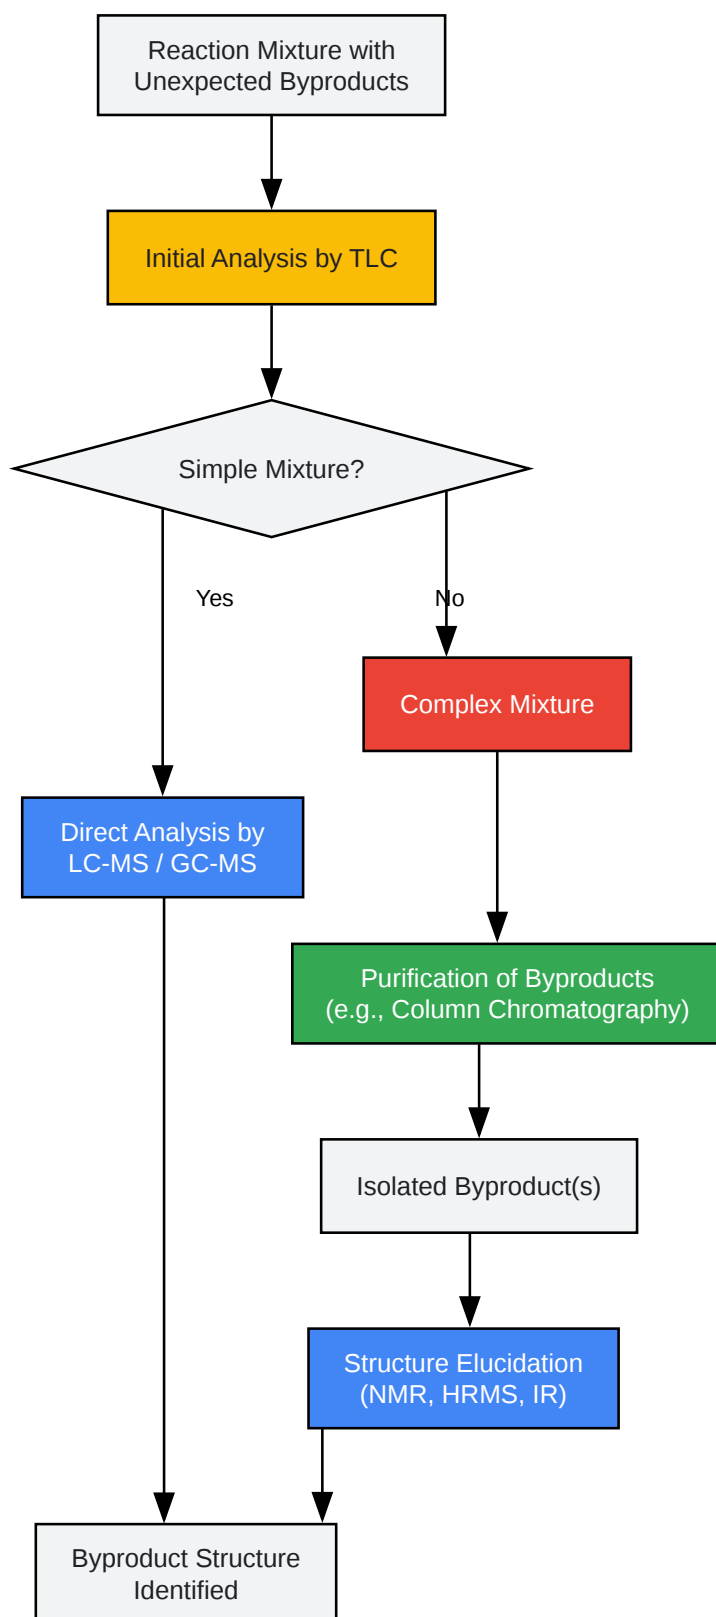 Reaction Mixture with
Unexpected Byproducts
Initial Analysis by TLC
Simple Mixture?
Yes
No
Complex Mixture
Direct Analysis by
LC-MS / GC-MS
Purification of Byproducts
(e.g., Column Chromatography)
Isolated Byproduct(s)
Structure Elucidation
(NMR, HRMS, IR)
Byproduct Structure
Identified